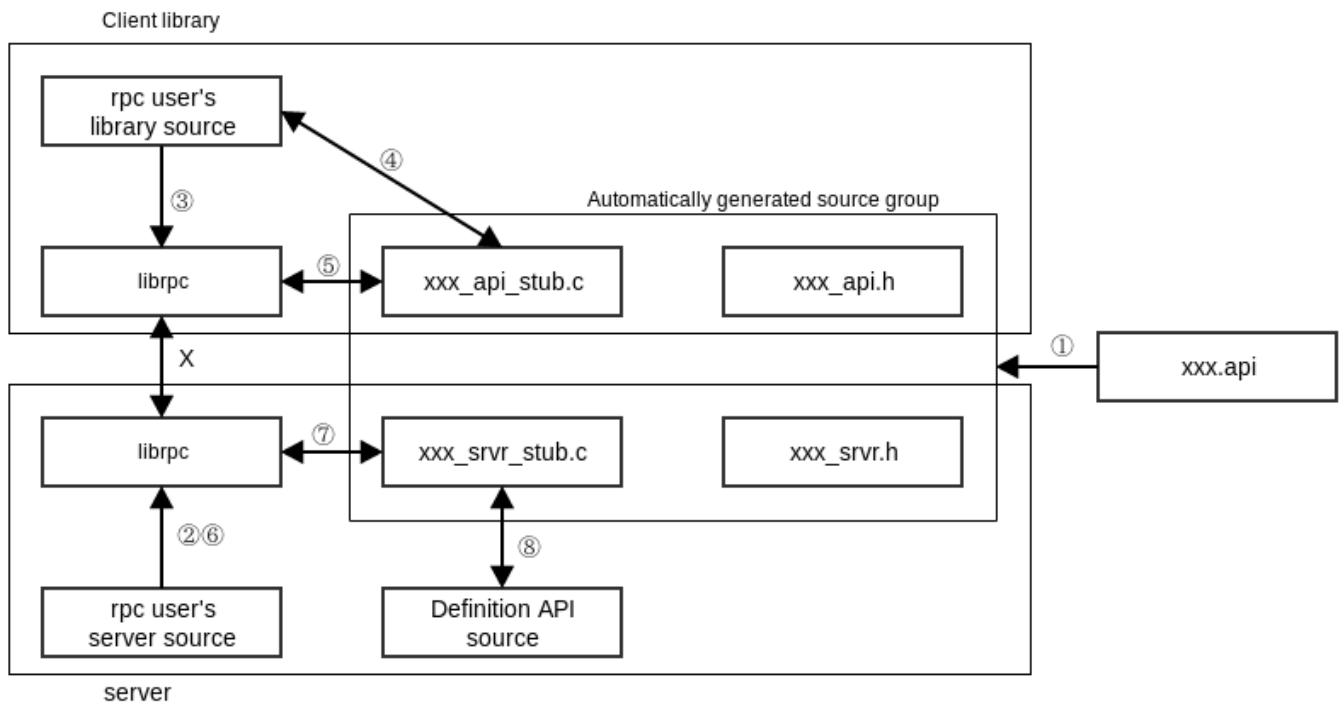 Client library
rpc user's
library source
④
③
Automatically generated source group
librpc
⑤
xxx_api_stub.c
xxx_api.h
①
xxx.api
X
librpc
⑦
xxx_srvr_stub.c
xxx_srvr.h
②⑥
⑧
rpc user's
server source
Definition API
source
server